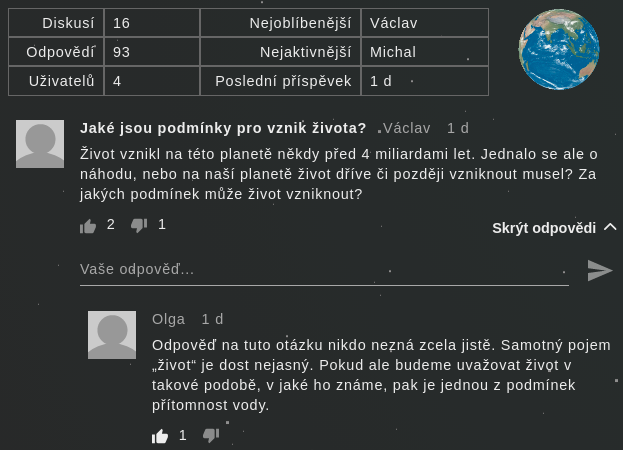 Diskusí 16 Nejoblíbenější Václav
Odpovědí 93 Nejaktivnější Michal
Uživatelů 4 Poslední příspěvek 1 d
Jaké jsou podmínky pro vznik života? Václav 1 d
Život vznikl na této planetě někdy před 4 miliardami let. Jednalo se ale o
náhodu, nebo na naší planetě život dříve či později vzniknout musel? Za
jakých podmínek může život vzniknout?
2 1
Skrýt odpovědi
Vaše odpověď...
Olga 1 d
Odpověď na tuto otázku nikdo nezná zcela jistě. Samotný pojem
„život“ je dost nejasný. Pokud ale budeme uvažovat život v
takové podobě, v jaké ho známe, pak je jednou z podmínek
přítomnost vody.
1